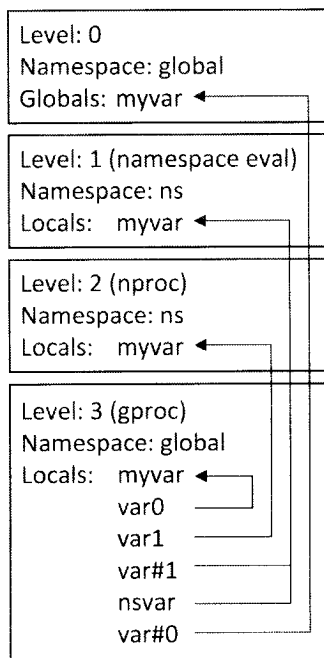 Level: 0
Namespace: global
Globals: myvar
Level: 1 (namespace eval)
Namespace: ns
Locals: myvar
Level: 2 (nproc)
Namespace: ns
Locals: myvar
Level: 3 (gproc)
Namespace: global
Locals: myvar
var0
var1
var#1
nsvar
var#0